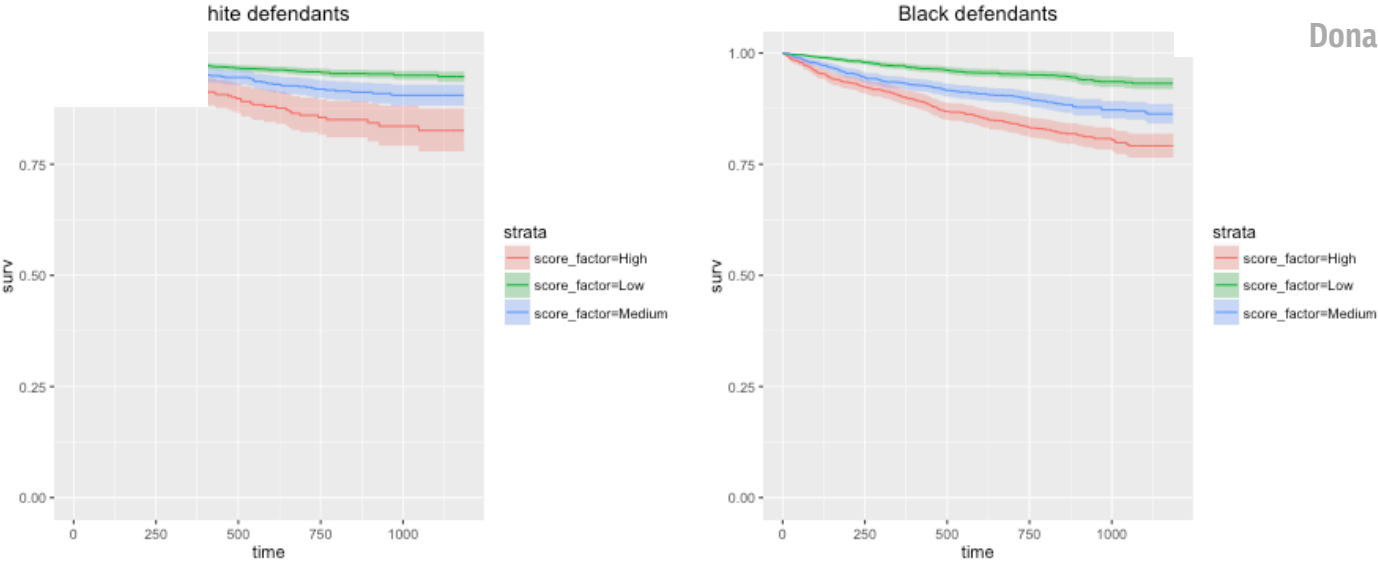 hite defendants
0.75
0.50
0.25
0.00
surv
0
250
500
750
1000
time
strata
score_factor=High
score_factor=Low
score_factor=Medium
Black defendants
1.00
0.75
0.50
0.25
0.00
surv
0
250
500
750
1000
time
strata
score_factor=High
score_factor=Low
score_factor=Medium
Dona